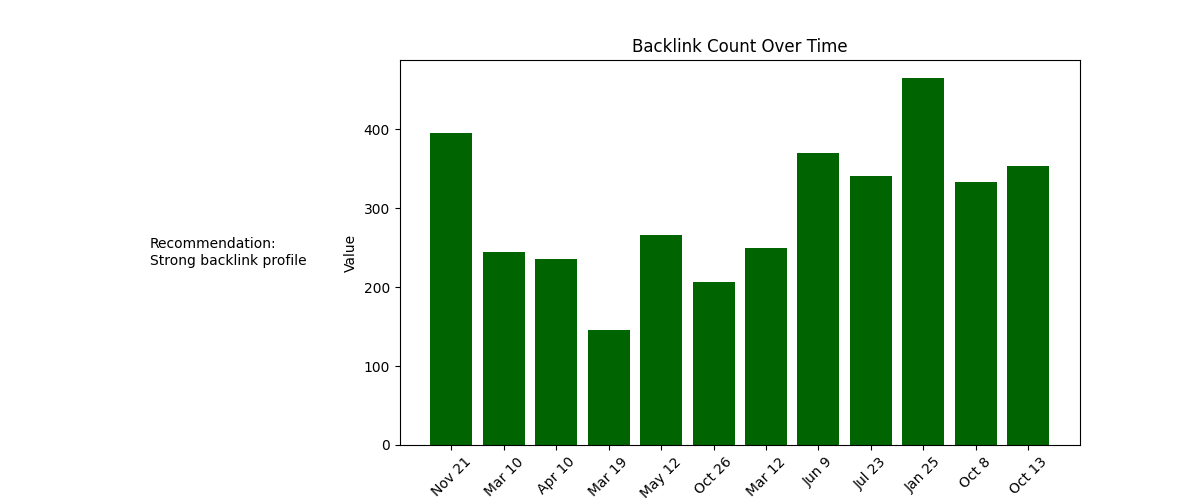 Backlink Count Over Time
Recommendation:
Strong backlink profile
Value
400
300
200
100
0
Nov 21
Mar 10
Apr 10
Mar 19
May 12
Oct 26
Mar 12
Jun 9
Jul 23
Jan 25
Oct 8
Oct 13